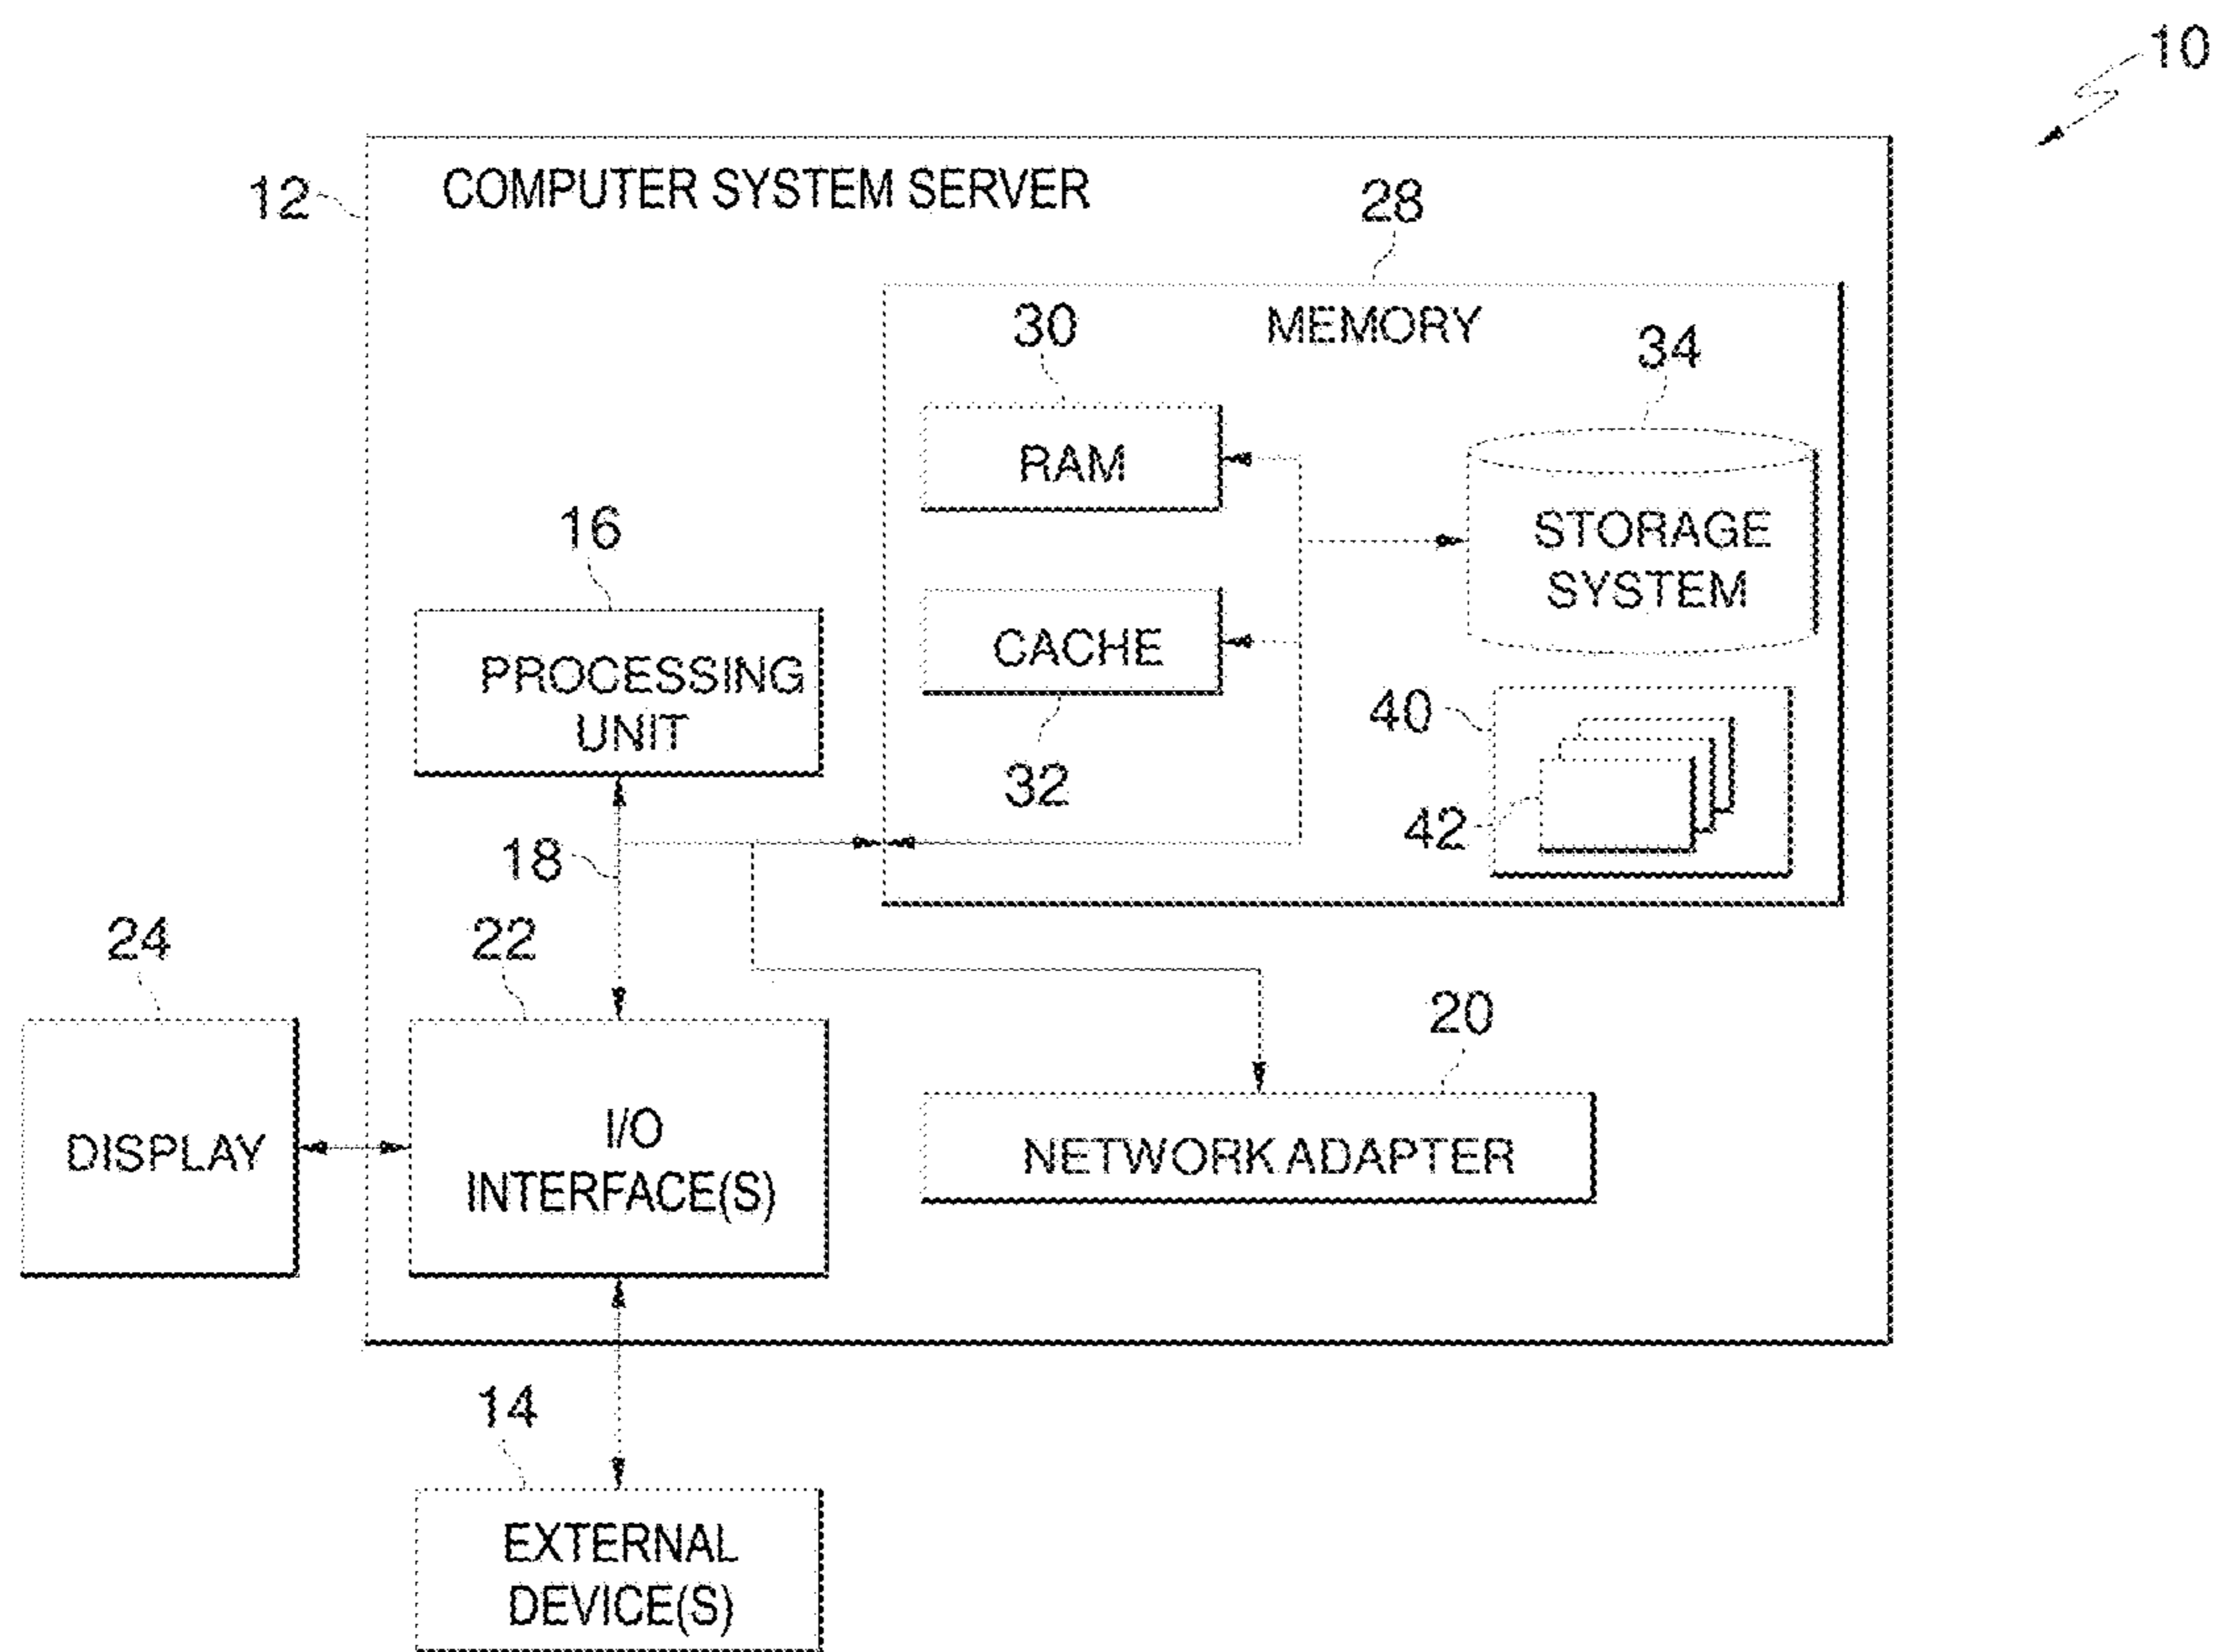 10
12
COMPUTER SYSTEM SERVER
28
MEMORY
30
34
RAM
STORAGE
SYSTEM
16
PROCESSING
UNIT
CACHE
32
40
42
18
24
22
20
DISPLAY
I/O
INTERFACE(S)
NETWORK ADAPTER
14
EXTERNAL
DEVICE(S)